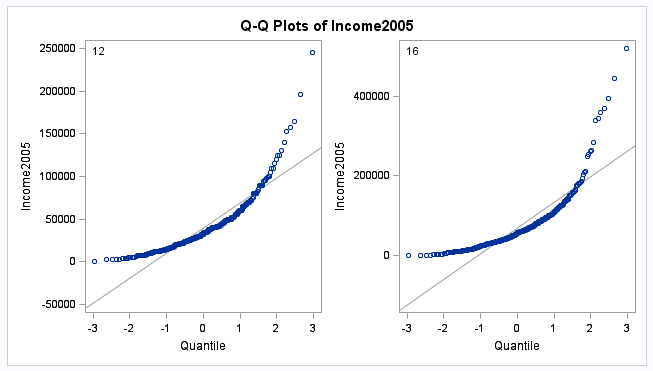 Q-Q Plots of Income2005
12
250000
200000
150000
100000
50000
0
-50000
Income2005
-3 -2 -1 0 1 2 3
Quantile
16
400000
200000
0
Income2005
-3 -2 -1 0 1 2 3
Quantile